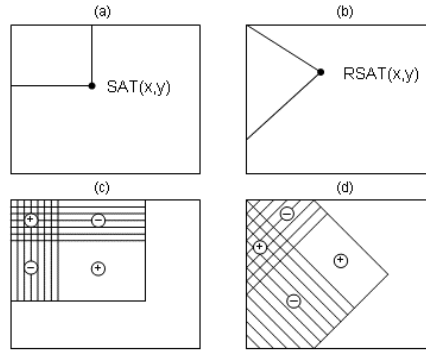 (a)
SAT(x,y)
(b)
RSAT(x,y)
(c)
+ −
− +
(d)
−
+ +
−